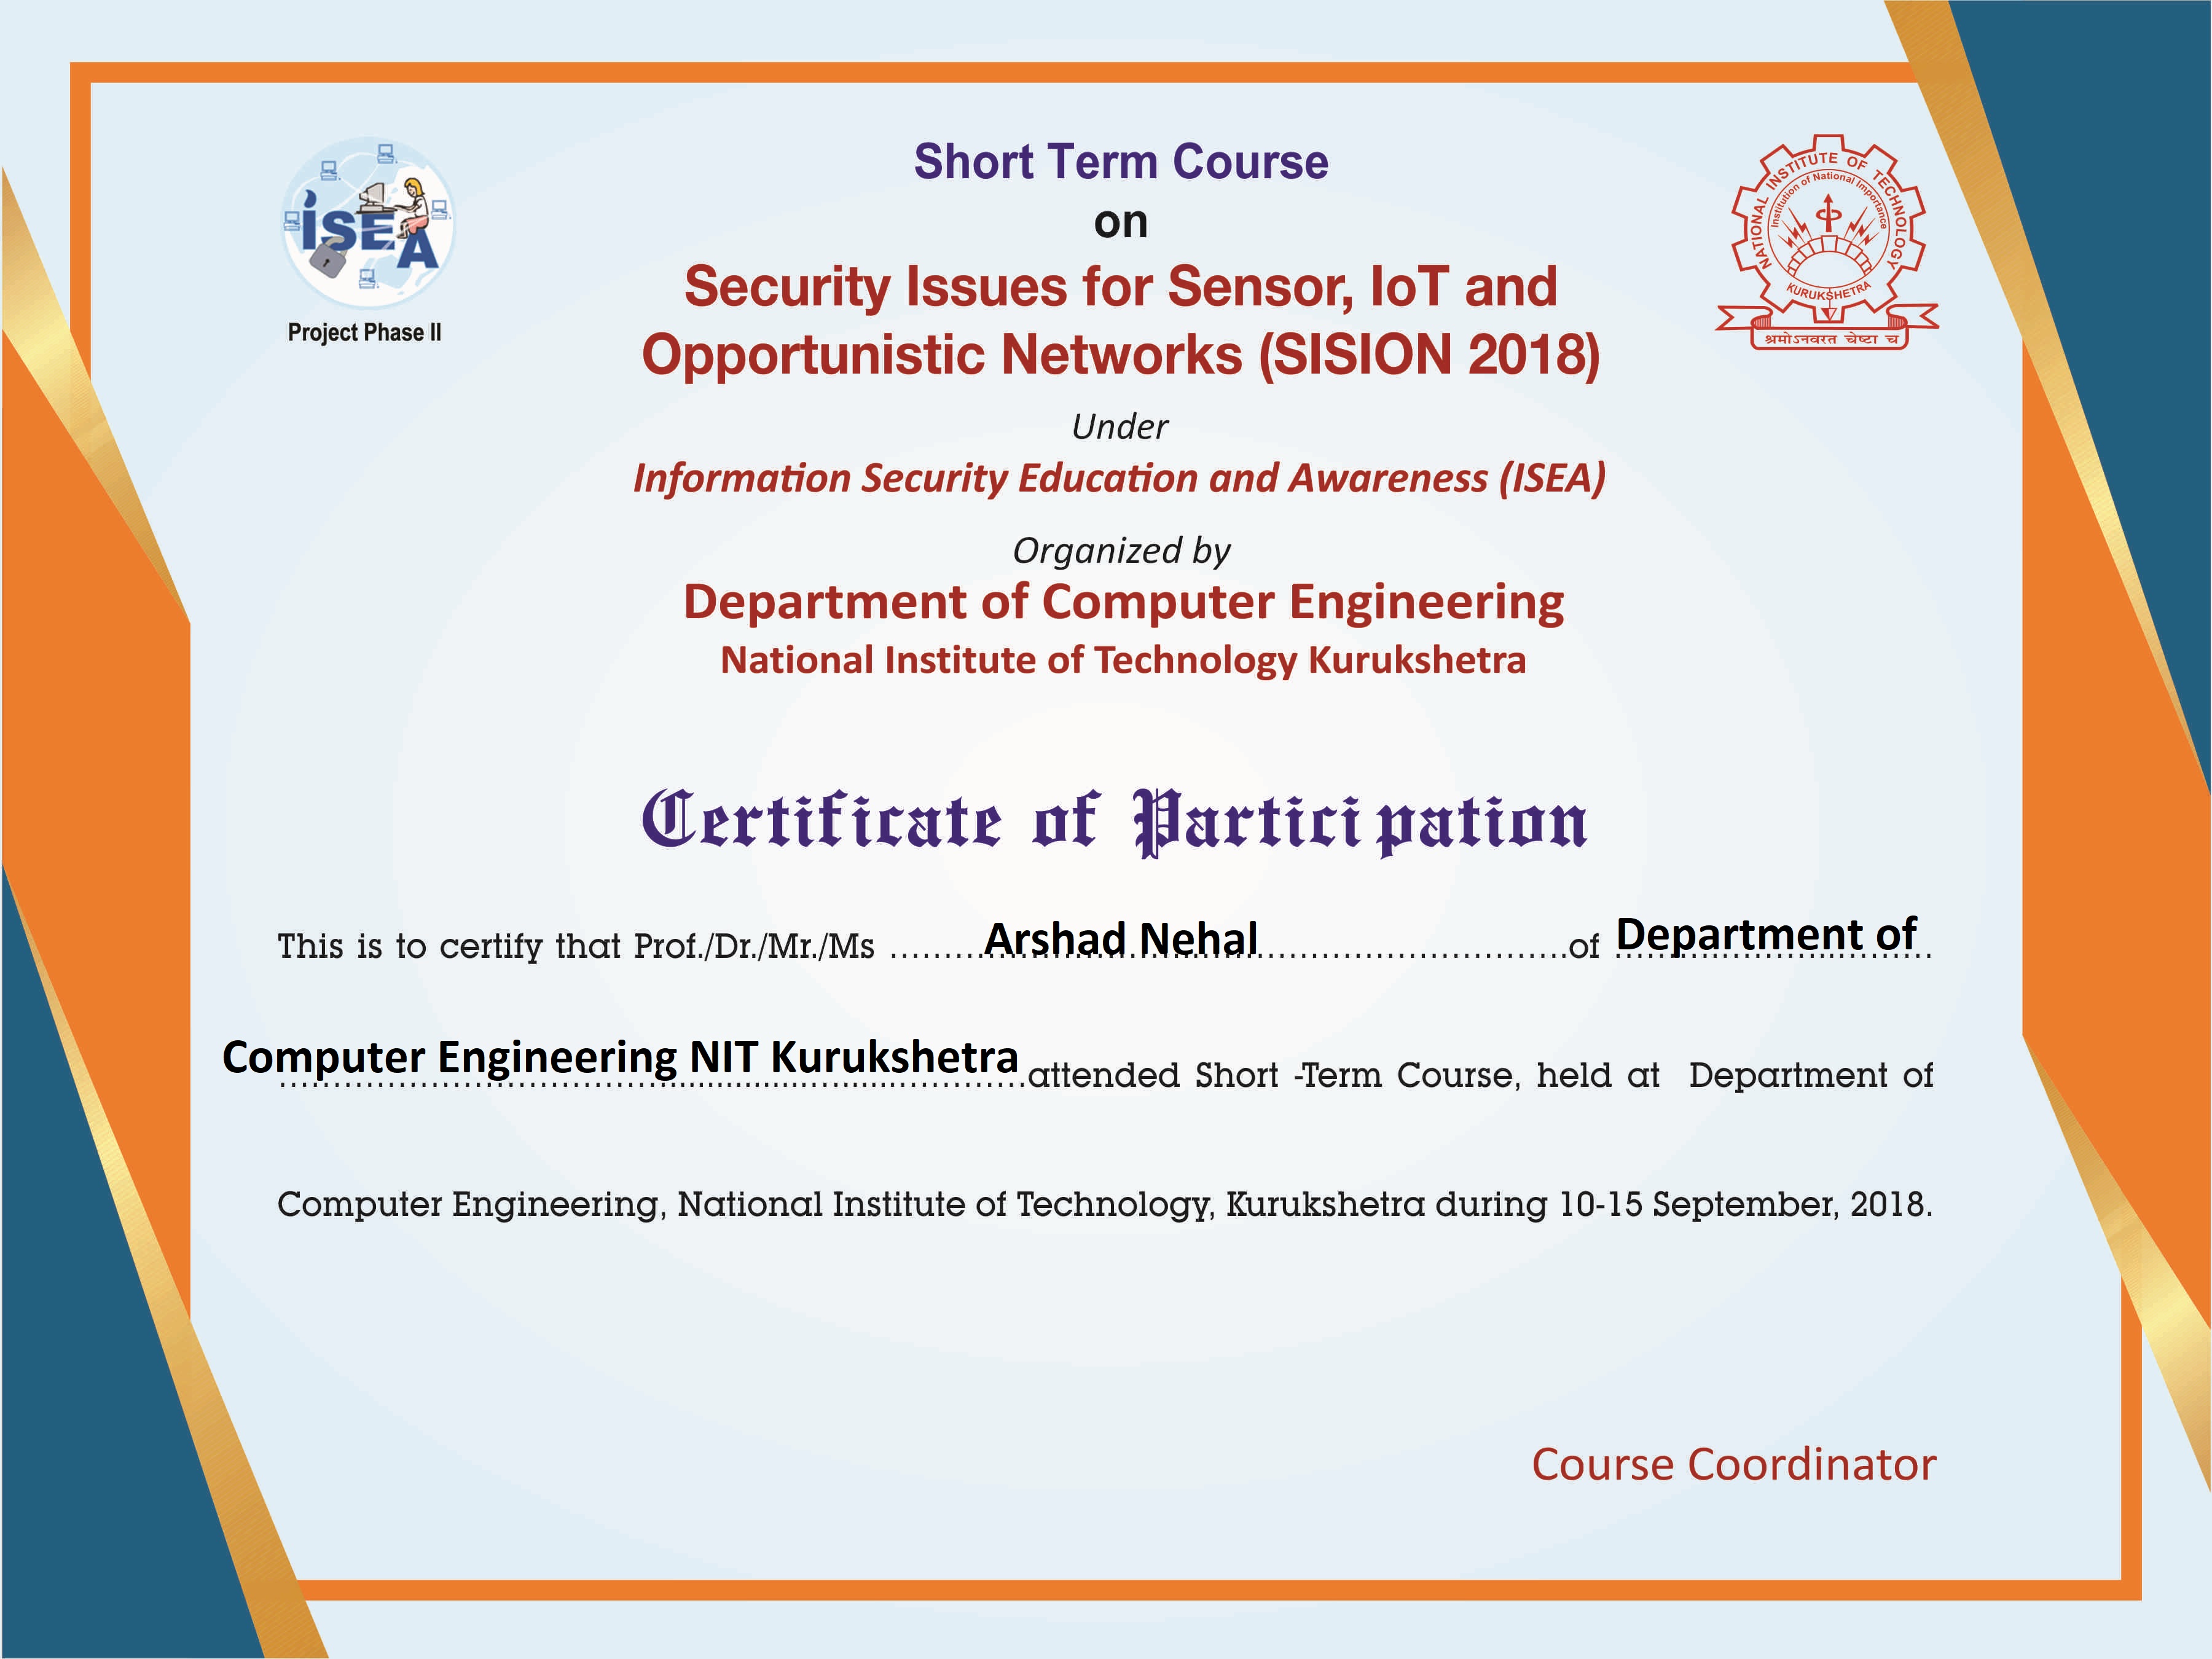 iSEA
Project Phase II
Short Term Course
on
Security Issues for Sensor, IoT and
Opportunistic Networks (SISION 2018)
NATIONAL INSTITUTE OF TECHNOLOGY
Institution of National Importance
KURUKSHETRA
श्रमोऽनवरत चेष्टा च
Under
Information Security Education and Awareness (ISEA)
Organized by
Department of Computer Engineering
National Institute of Technology Kurukshetra
Certificate of Participation
This is to certify that Prof./Dr./Mr./Ms Arshad Nehal of Department of
Computer Engineering NIT Kurukshetra attended Short -Term Course, held at Department of
Computer Engineering, National Institute of Technology, Kurukshetra during 10-15 September, 2018.
Course Coordinator